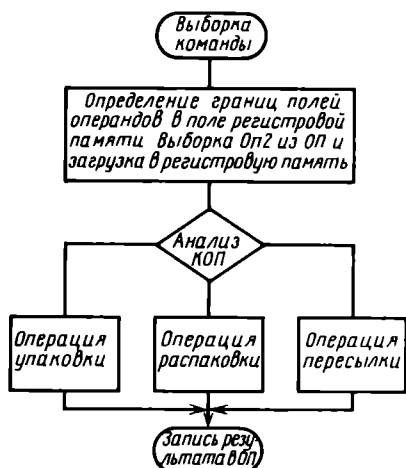 Выборка
команды
Определение границ полей
операндов в поле регистровой
памяти. Выборка Оп2 из ОП и
загрузка в регистровую память
Анализ
КОП
Операция
упаковки
Операция
распаковки
Операция
пересылки
Запись резу-
льтата в ОП